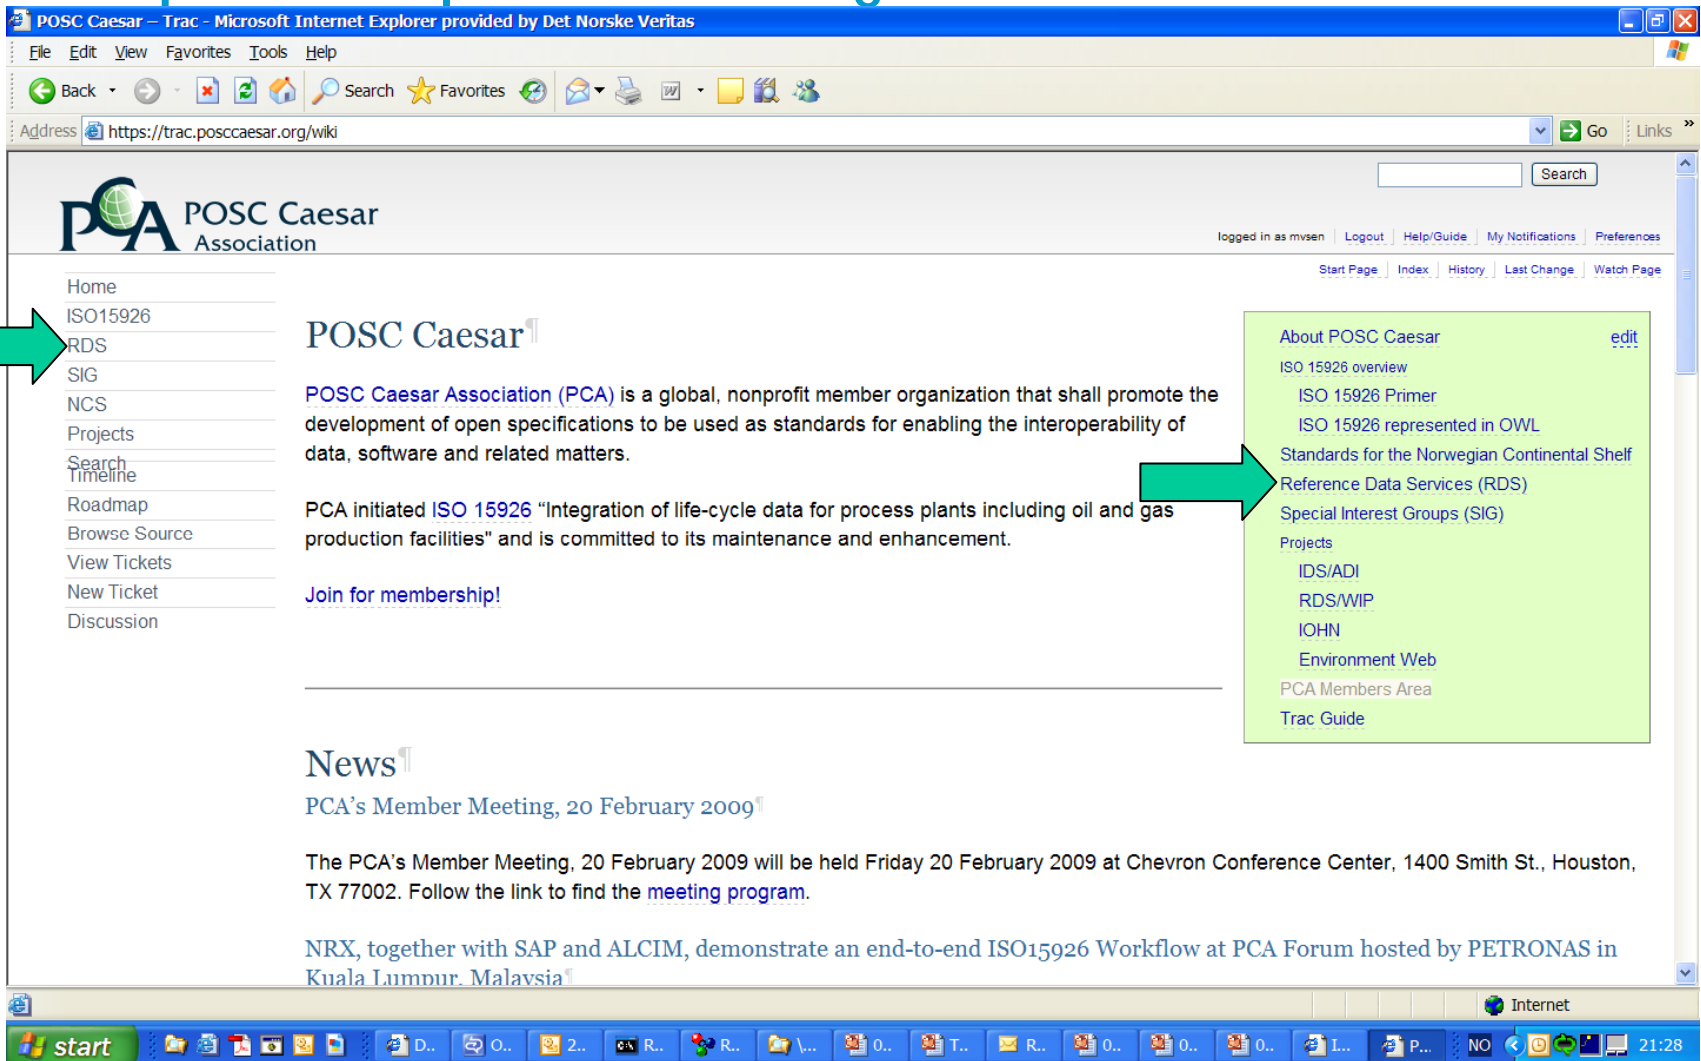 POSC Caesar – Trac - Microsoft Internet Explorer provided by Det Norske Veritas
File Edit View Favorites Tools Help
Back Search Favorites
Address https://trac.posccaesar.org/wiki Go Links »
Search
PCA POSC Caesar
Association
logged in as mvsen Logout Help/Guide My Notifications Preferences
Start Page Index History Last Change Watch Page
Home
ISO15926
RDS
SIG
NCS
Projects
Search
Timeline
Roadmap
Browse Source
View Tickets
New Ticket
Discussion
POSC Caesar¶
POSC Caesar Association (PCA) is a global, nonprofit member organization that shall promote the
development of open specifications to be used as standards for enabling the interoperability of
data, software and related matters.
PCA initiated ISO 15926 “Integration of life-cycle data for process plants including oil and gas
production facilities" and is committed to its maintenance and enhancement.
Join for membership!
About POSC Caesar edit
ISO 15926 overview
ISO 15926 Primer
ISO 15926 represented in OWL
Standards for the Norwegian Continental Shelf
Reference Data Services (RDS)
Special Interest Groups (SIG)
Projects
IDS/ADI
RDS/WIP
IOHN
Environment Web
PCA Members Area
Trac Guide
News¶
PCA’s Member Meeting, 20 February 2009¶
The PCA’s Member Meeting, 20 February 2009 will be held Friday 20 February 2009 at Chevron Conference Center, 1400 Smith St., Houston,
TX 77002. Follow the link to find the meeting program.
NRX, together with SAP and ALCIM, demonstrate an end-to-end ISO15926 Workflow at PCA Forum hosted by PETRONAS in
Kuala Lumpur, Malaysia¶
Internet
start D.. O.. 2.. R.. R.. \... 0.. T.. R.. 0.. 0.. 0.. I... P... NO 21:28